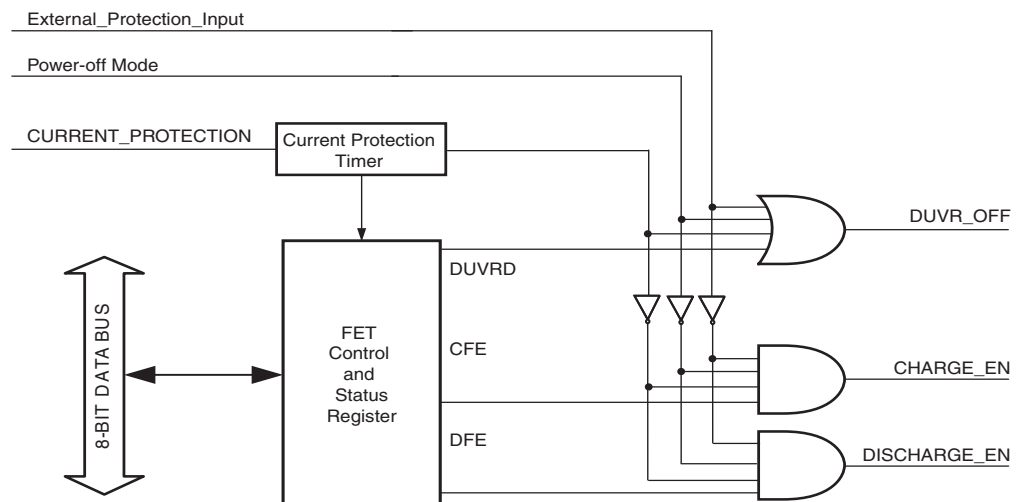 External_Protection_Input
Power-off Mode
CURRENT_PROTECTION
Current Protection
Timer
DUVR_OFF
DUVRD
8-BIT DATA BUS
FET
Control
and
Status
Register
CFE
CHARGE_EN
DFE
DISCHARGE_EN